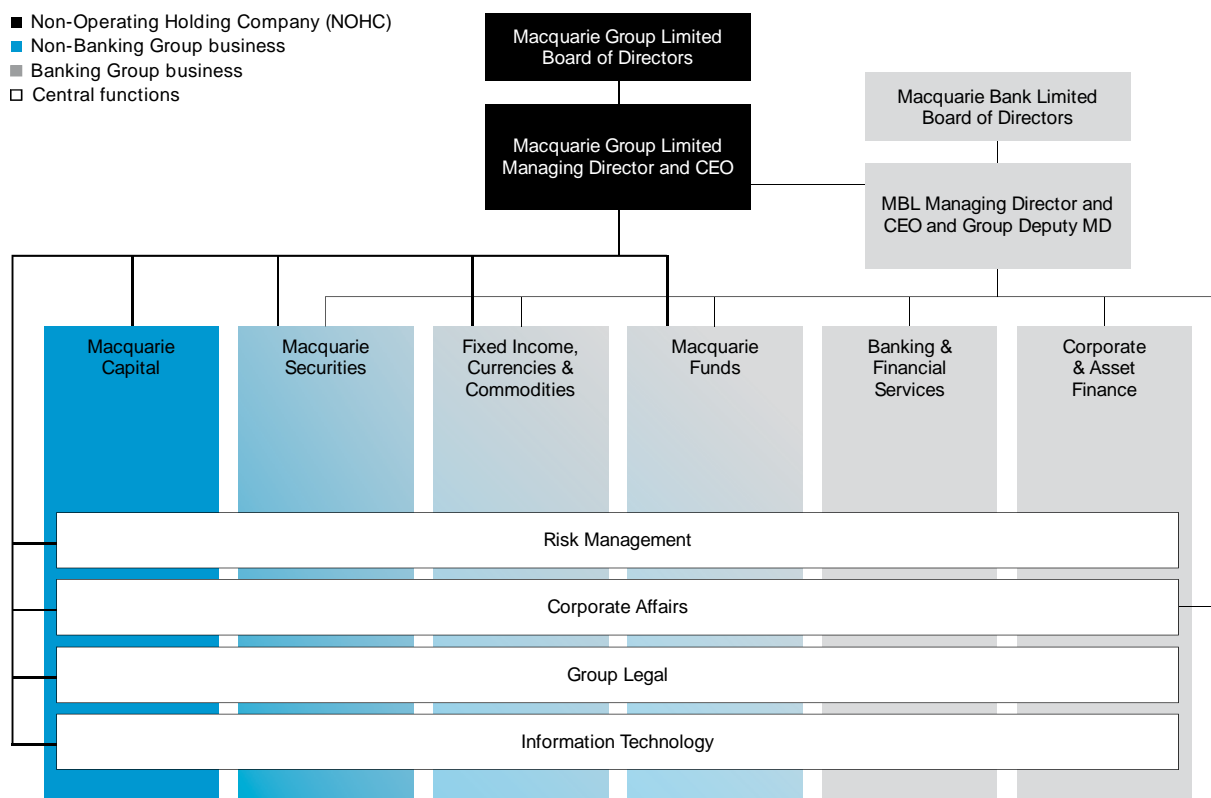 Non-Operating Holding Company (NOHC)
Non-Banking Group business
Banking Group business
Central functions
Macquarie Group Limited
Board of Directors
Macquarie Bank Limited
Board of Directors
Macquarie Group Limited
Managing Director and CEO
MBL Managing Director and
CEO and Group Deputy MD
Macquarie
Capital
Macquarie
Securities
Fixed Income,
Currencies &
Commodities
Macquarie
Funds
Banking &
Financial
Services
Corporate
& Asset
Finance
Risk Management
Corporate Affairs
Group Legal
Information Technology